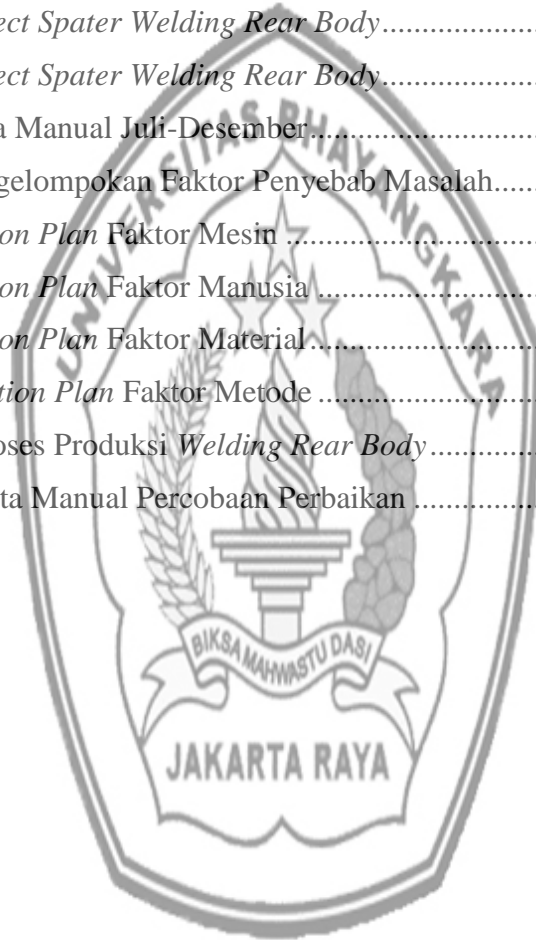 ect Spater Welding Rear Body........................
ect Spater Welding Rear Body........................
a Manual Juli-Desember........................
gelompokan Faktor Penyebab Masalah........................
on Plan Faktor Mesin ........................
on Plan Faktor Manusia ........................
on Plan Faktor Material ........................
tion Plan Faktor Metode ........................
oses Produksi Welding Rear Body ........................
ta Manual Percobaan Perbaikan ........................
UNIVERSITAS BHAYANGKARA
BIKSA MAHWASTU DASI
JAKARTA RAYA